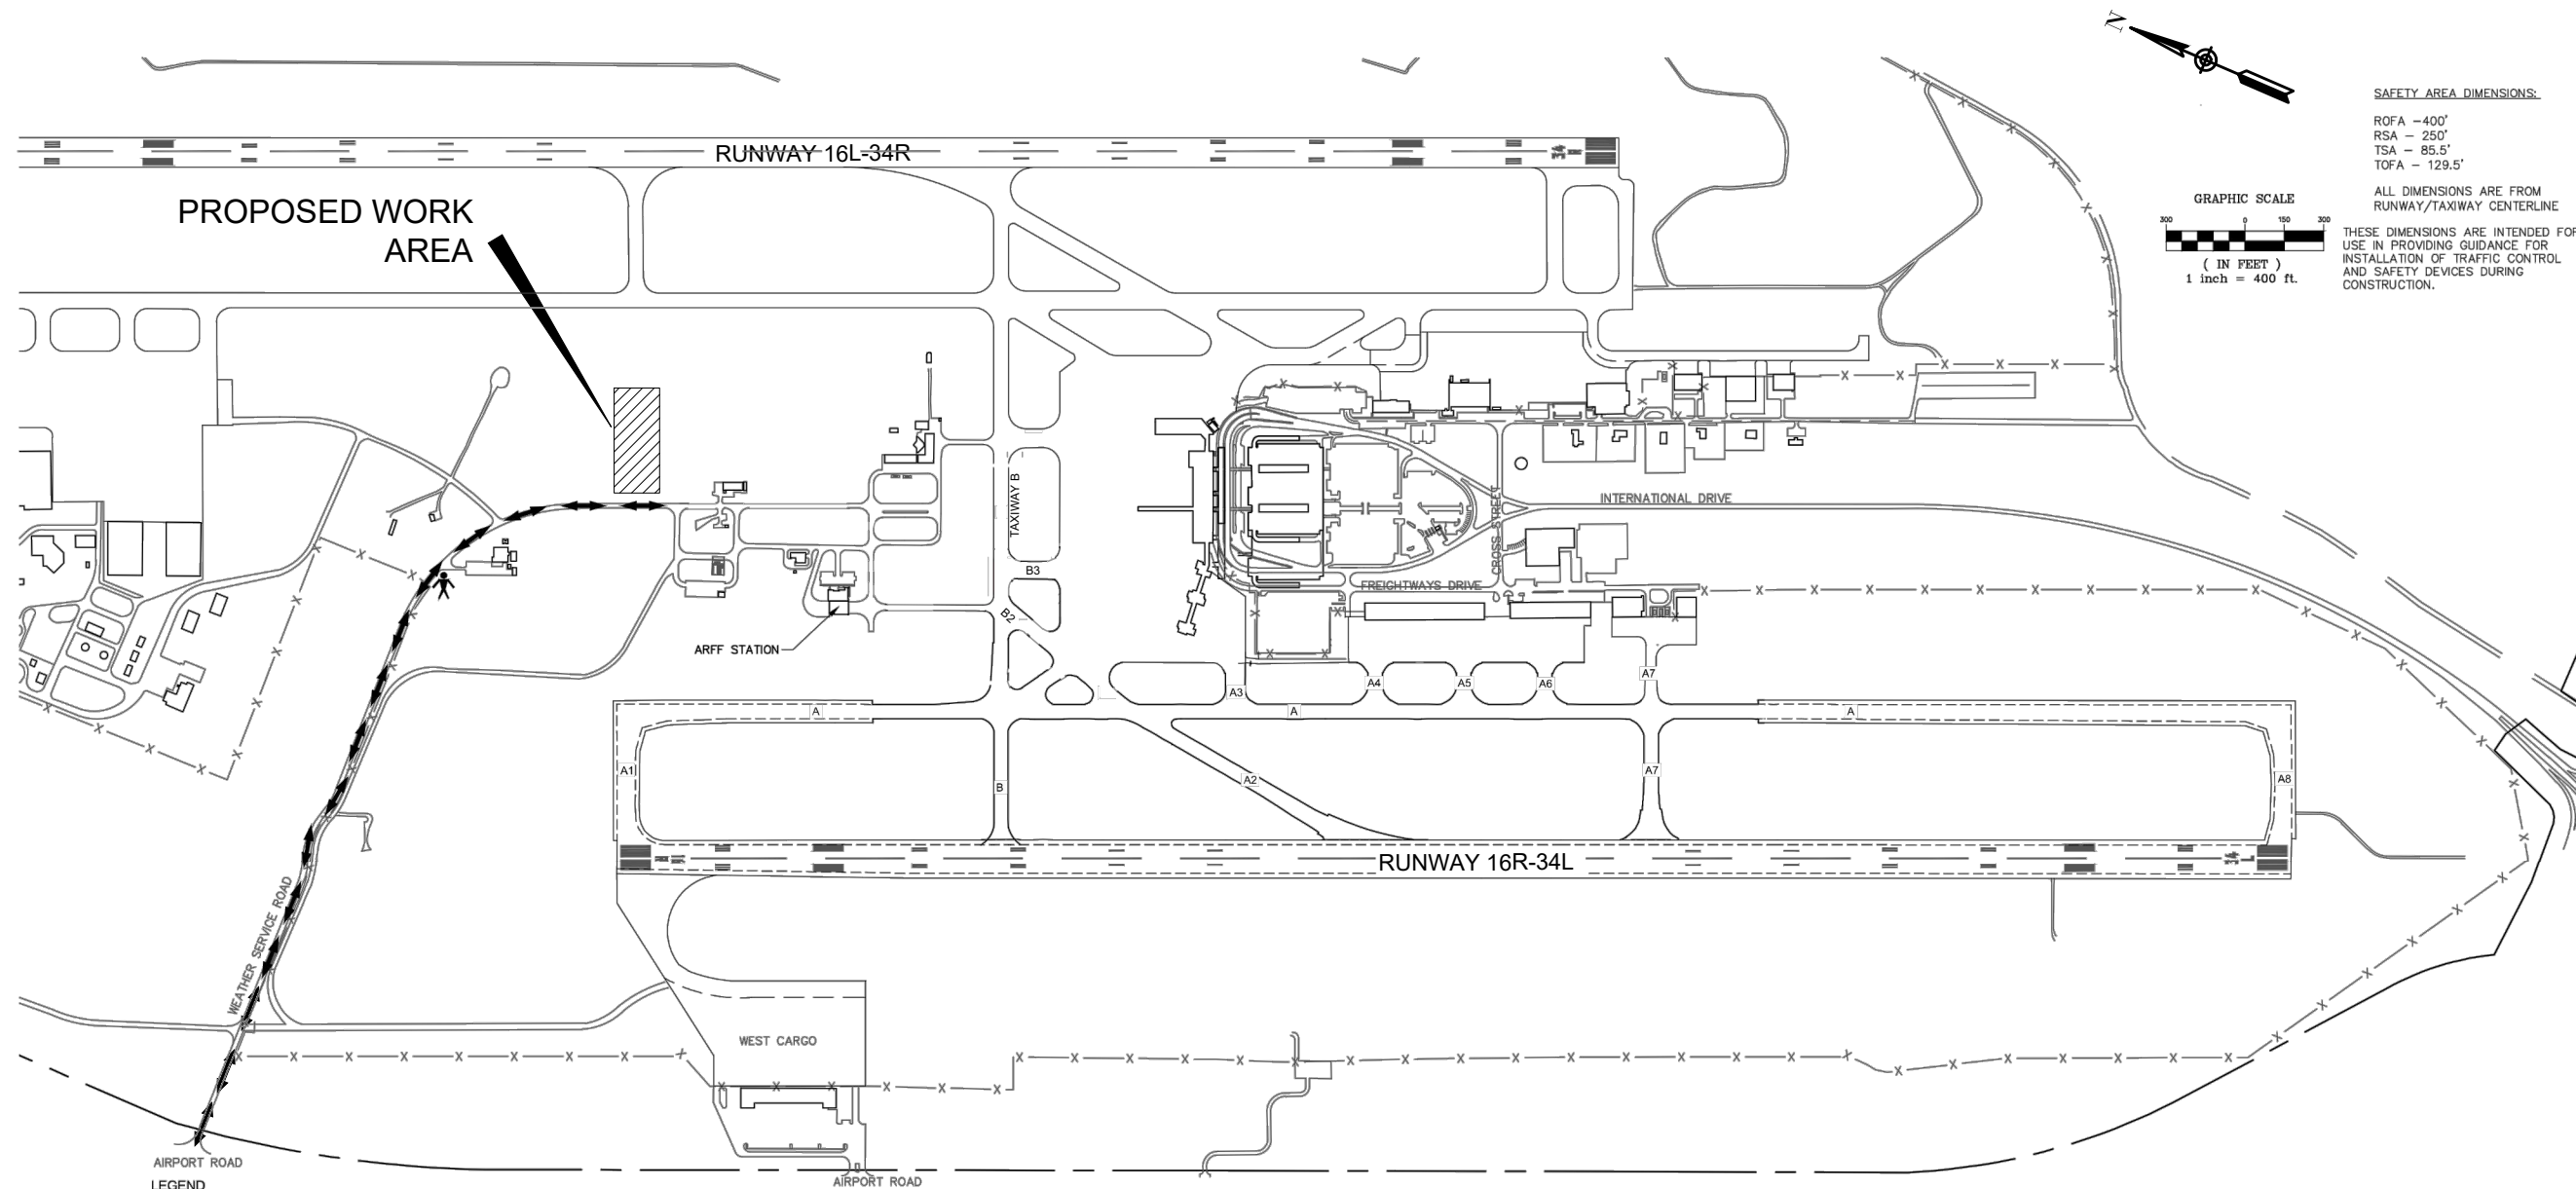 N
SAFETY AREA DIMENSIONS:
ROFA -400'
RSA - 250'
TSA - 85.5'
TOFA - 129.5'
ALL DIMENSIONS ARE FROM
RUNWAY/TAXIWAY CENTERLINE
THESE DIMENSIONS ARE INTENDED FOR
USE IN PROVIDING GUIDANCE FOR
INSTALLATION OF TRAFFIC CONTROL
AND SAFETY DEVICES DURING
CONSTRUCTION.
GRAPHIC SCALE
300 0 150 300
( IN FEET )
1 inch = 400 ft.
RUNWAY 16L-34R
PROPOSED WORK
AREA
TAXIWAY B
INTERNATIONAL DRIVE
CROSS STREET
FREIGHTWAYS DRIVE
B3
B2
ARFF STATION
A3
A4
A5
A6
A7
A
A
A
A1
B
A2
A7
A8
RUNWAY 16R-34L
WEATHER SERVICE ROAD
WEST CARGO
AIRPORT ROAD
AIRPORT ROAD
LEGEND